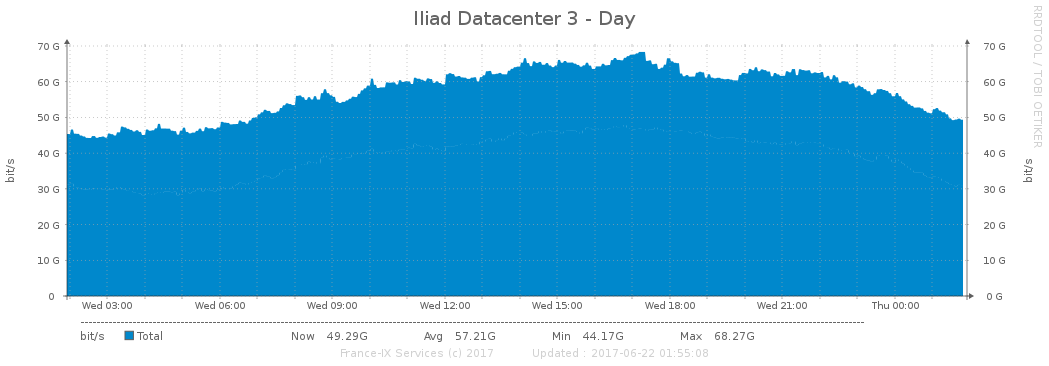 Iliad Datacenter 3 - Day
RRDTOOL / TOBI OETIKER
bit/s
70 G
60 G
50 G
40 G
30 G
20 G
10 G
0
70 G
60 G
50 G
40 G
30 G
20 G
10 G
0 G
bit/s
Wed 03:00 Wed 06:00 Wed 09:00 Wed 12:00 Wed 15:00 Wed 18:00 Wed 21:00 Thu 00:00
bit/s Total Now 49.29G Avg 57.21G Min 44.17G Max 68.27G
France-IX Services (c) 2017 Updated : 2017-06-22 01:55:08